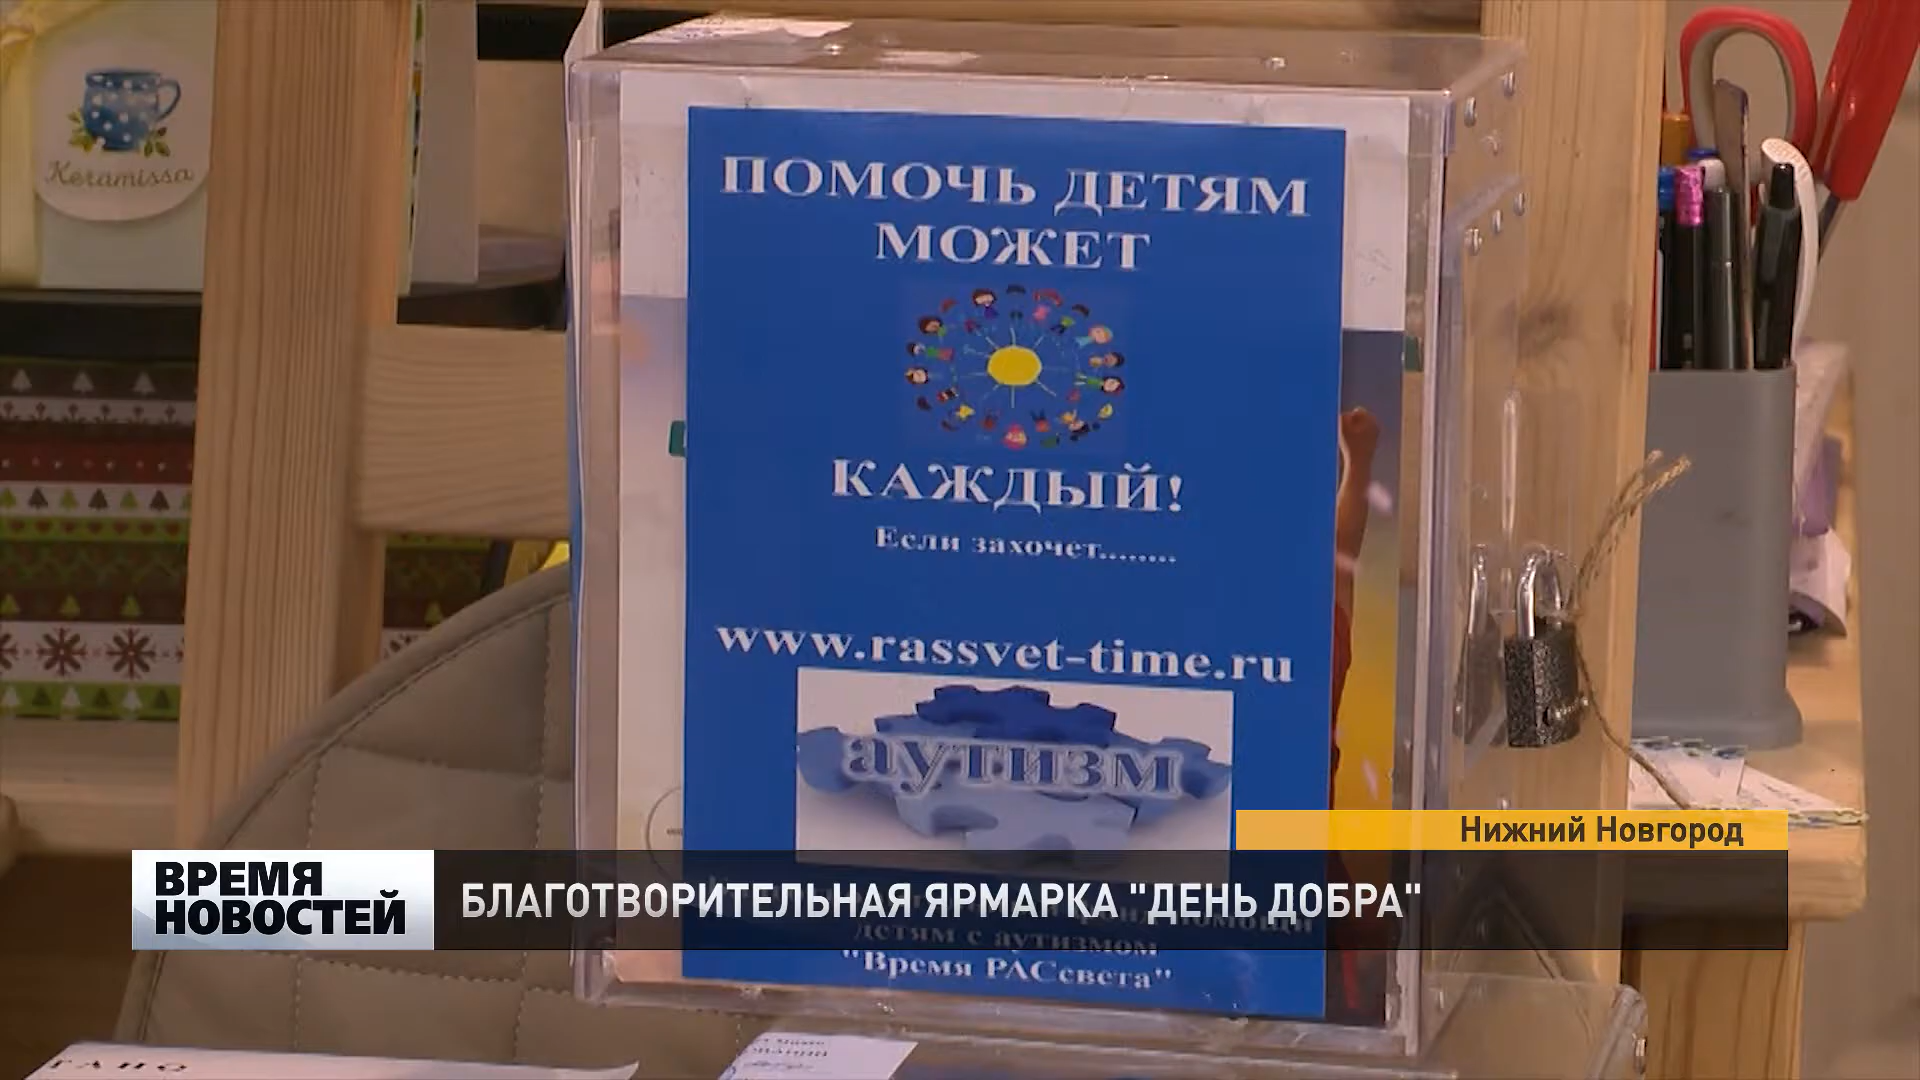 Keramissa
ПОМОЧЬ ДЕТЯМ
МОЖЕТ
КАЖДЫЙ!
Если захочет........
www.rassvet-time.ru
аутизм
Нижний Новгород
ВРЕМЯ
НОВОСТЕЙ
БЛАГОТВОРИТЕЛЬНАЯ ЯРМАРКА "ДЕНЬ ДОБРА"
помощи
детям с аутизмом
"Время РАСсвета"